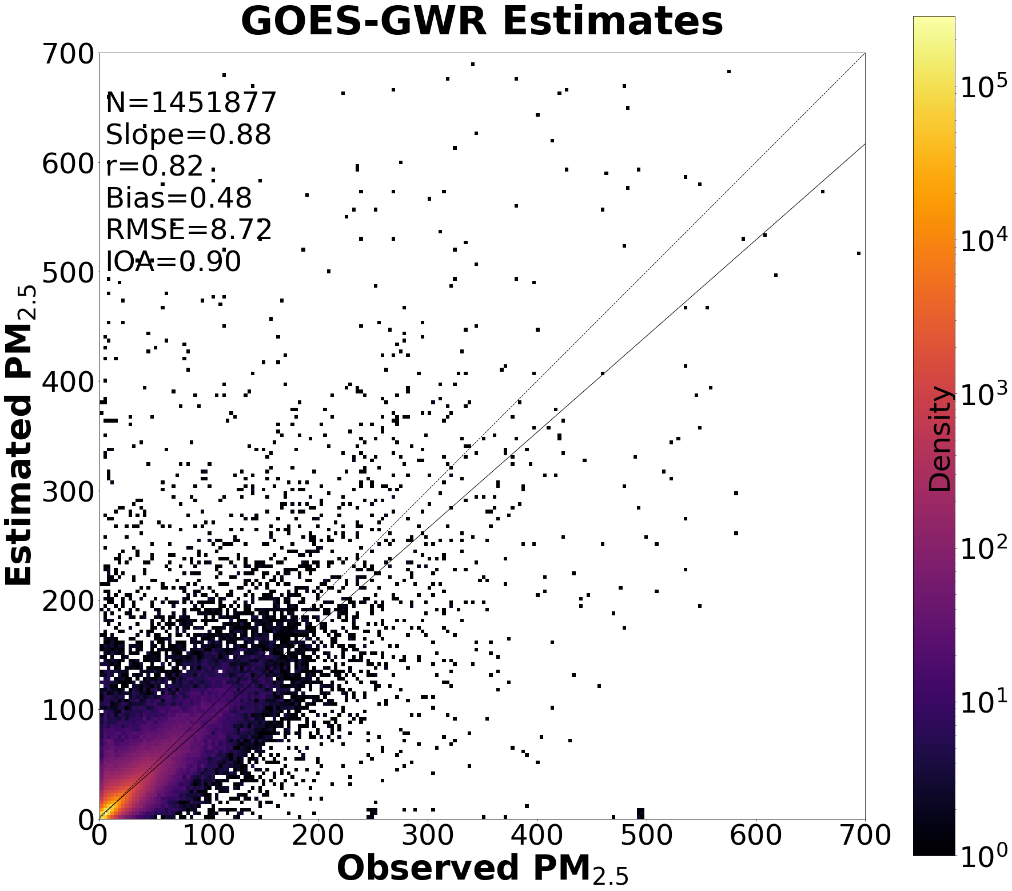 GOES-GWR Estimates
N=1451877
Slope=0.88
r=0.82
Bias=0.48
RMSE=8.72
IOA=0.90
Estimated PM2.5
700
600
500
400
300
200
100
0
0 100 200 300 400 500 600 700
Observed PM2.5
Density
10^5
10^4
10^3
10^2
10^1
10^0